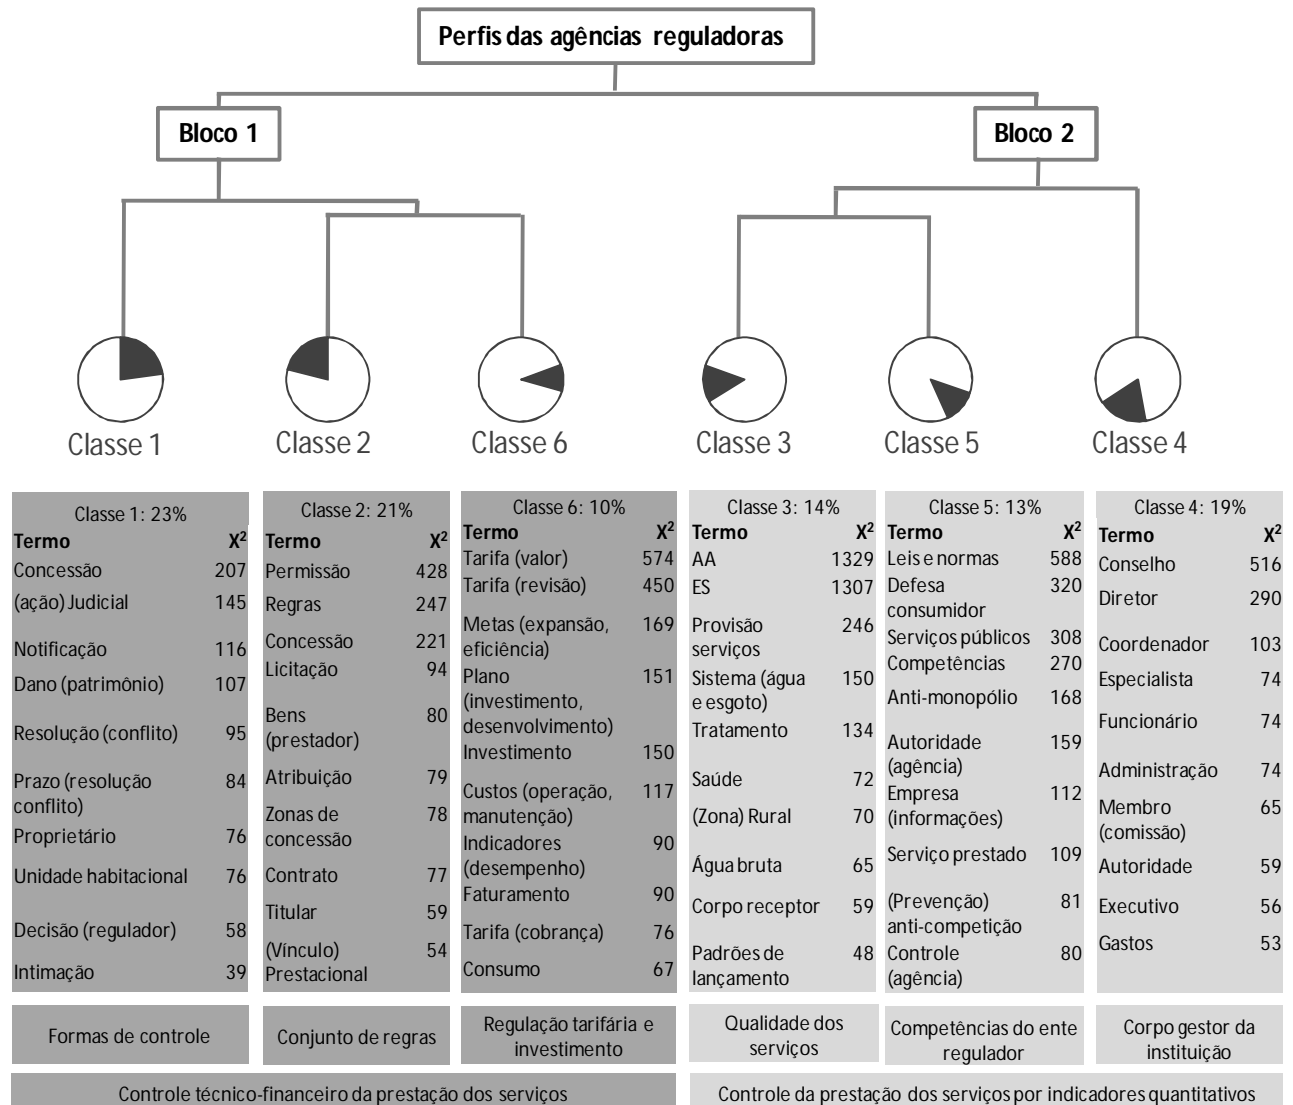 Perfis das agências reguladoras
Bloco 1
Bloco 2
Classe 1
Classe 2
Classe 6
Classe 3
Classe 5
Classe 4
Classe 1: 23%
Termo X²
Concessão 207
(ação) Judicial 145
Notificação 116
Dano (patrimônio) 107
Resolução (conflito) 95
Prazo (resolução 84
conflito)
Proprietário 76
Unidade habitacional 76
Decisão (regulador) 58
Intimação 39
Formas de controle
Classe 2: 21%
Termo X²
Permissão 428
Regras 247
Concessão 221
Licitação 94
Bens 80
(prestador)
Atribuição 79
Zonas de 78
concessão
Contrato 77
Titular 59
(Vínculo) 54
Prestacional
Conjunto de regras
Classe 6: 10%
Termo X²
Tarifa (valor) 574
Tarifa (revisão) 450
Metas (expansão, 169
eficiência)
Plano 151
(investimento,
desenvolvimento)
Investimento 150
Custos (operação, 117
manutenção)
Indicadores 90
(desempenho)
Faturamento 90
Tarifa (cobrança) 76
Consumo 67
Regulação tarifária e
investimento
Classe 3: 14%
Termo X²
AA 1329
ES 1307
Provisão 246
serviços
Sistema (água 150
e esgoto)
Tratamento 134
Saúde 72
(Zona) Rural 70
Água bruta 65
Corpo receptor 59
Padrões de 48
lançamento
Qualidade dos
serviços
Classe 5: 13%
Termo X²
Leis e normas 588
Defesa 320
consumidor
Serviços públicos 308
Competências 270
Anti-monopólio 168
Autoridade 159
(agência)
Empresa 112
(informações)
Serviço prestado 109
(Prevenção) 81
anti-competição
Controle 80
(agência)
Competências do ente
regulador
Classe 4: 19%
Termo X²
Conselho 516
Diretor 290
Coordenador 103
Especialista 74
Funcionário 74
Administração 74
Membro 65
(comissão)
Autoridade 59
Executivo 56
Gastos 53
Corpo gestor da
instituição
Controle técnico-financeiro da prestação dos serviços
Controle da prestação dos serviços por indicadores quantitativos